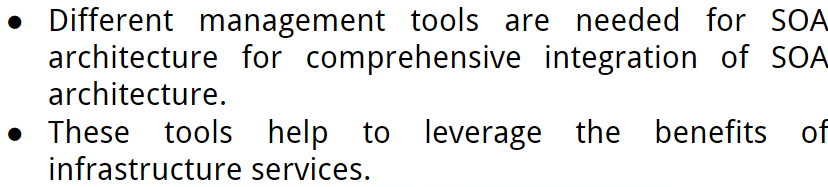 ● Different management tools are needed for SOA
architecture for comprehensive integration of SOA
architecture.
● These tools help to leverage the benefits of
infrastructure services.